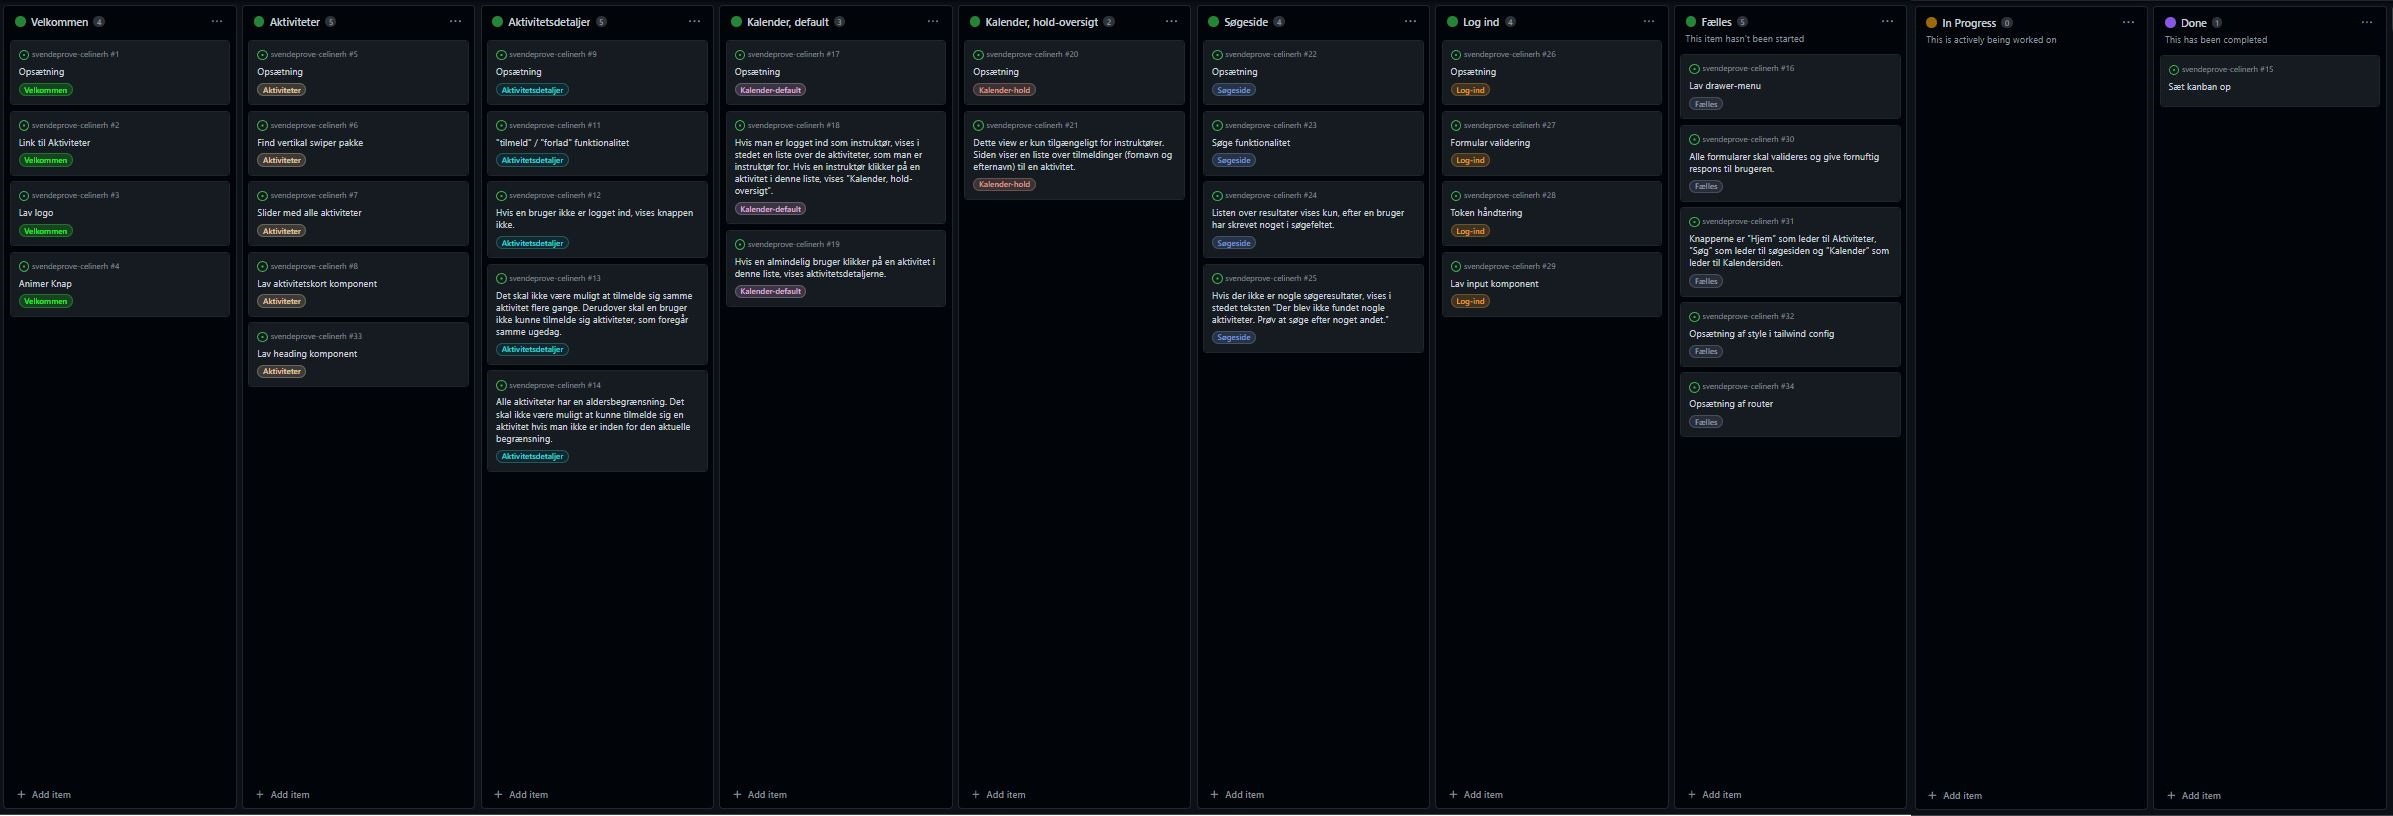 Velkommen 4
svendeprove-celinerh #1
Opsætning
Velkommen
svendeprove-celinerh #2
Link til Aktiviteter
Velkommen
svendeprove-celinerh #3
Lav logo
Velkommen
svendeprove-celinerh #4
Animer Knap
Velkommen
+ Add item
Aktiviteter 5
svendeprove-celinerh #5
Opsætning
Aktiviteter
svendeprove-celinerh #6
Find vertikal swiper pakke
Aktiviteter
svendeprove-celinerh #7
Slider med alle aktiviteter
Aktiviteter
svendeprove-celinerh #8
Lav aktivitetskort komponent
Aktiviteter
svendeprove-celinerh #33
Lav heading komponent
Aktiviteter
+ Add item
Aktivitetsdetaljer 5
svendeprove-celinerh #9
Opsætning
Aktivitetsdetaljer
svendeprove-celinerh #11
"tilmeld" / "forlad" funktionalitet
Aktivitetsdetaljer
svendeprove-celinerh #12
Hvis en bruger ikke er logget ind, vises knappen
ikke.
Aktivitetsdetaljer
svendeprove-celinerh #13
Det skal ikke være muligt at tilmelde sig samme
aktivitet flere gange. Derudover skal en bruger
ikke kunne tilmelde sig aktiviteter, som foregår
samme ugedag.
Aktivitetsdetaljer
svendeprove-celinerh #14
Alle aktiviteter har en aldersbegrænsning. Det
skal ikke være muligt at kunne tilmelde sig en
aktivitet hvis man ikke er inden for den aktuelle
begrænsning.
Aktivitetsdetaljer
+ Add item
Kalender, default 3
svendeprove-celinerh #17
Opsætning
Kalender-default
svendeprove-celinerh #18
Hvis man er logget ind som instruktør, vises i
stedet en liste over de aktiviteter, som man er
instruktør for. Hvis en instruktør klikker på en
aktivitet i denne liste, vises "Kalender, hold-
oversigt".
Kalender-default
svendeprove-celinerh #19
Hvis en almindelig bruger klikker på en aktivitet i
denne liste, vises aktivitetsdetaljerne.
Kalender-default
+ Add item
Kalender, hold-oversigt 2
svendeprove-celinerh #20
Opsætning
Kalender-hold
svendeprove-celinerh #21
Dette view er kun tilgængeligt for instruktører.
Siden viser en liste over tilmeldinger (fornavn og
efternavn) til en aktivitet.
Kalender-hold
+ Add item
Søgeside 4
svendeprove-celinerh #22
Opsætning
Søgeside
svendeprove-celinerh #23
Søge funktionalitet
Søgeside
svendeprove-celinerh #24
Listen over resultater vises kun, efter en bruger
har skrevet noget i søgefeltet.
Søgeside
svendeprove-celinerh #25
Hvis der ikke er nogle søgeresultater, vises i
stedet teksten "Der blev ikke fundet nogle
aktiviteter. Prøv at søge efter noget andet."
Søgeside
+ Add item
Log ind 4
svendeprove-celinerh #26
Opsætning
Log-ind
svendeprove-celinerh #27
Formular validering
Log-ind
svendeprove-celinerh #28
Token håndtering
Log-ind
svendeprove-celinerh #29
Lav input komponent
Log-ind
+ Add item
Fælles 5
This item hasn't been started
svendeprove-celinerh #16
Lav drawer-menu
Fælles
svendeprove-celinerh #30
Alle formularer skal valideres og give fornuftig
respons til brugeren.
Fælles
svendeprove-celinerh #31
Knapperne er "Hjem" som leder til Aktiviteter,
"Søg" som leder til søgesiden og "Kalender" som
leder til Kalendersiden.
Fælles
svendeprove-celinerh #32
Opsætning af style i tailwind config
Fælles
svendeprove-celinerh #34
Opsætning af router
Fælles
+ Add item
In Progress 0
This is actively being worked on
+ Add item
Done 1
This has been completed
svendeprove-celinerh #15
Sæt kanban op
+ Add item